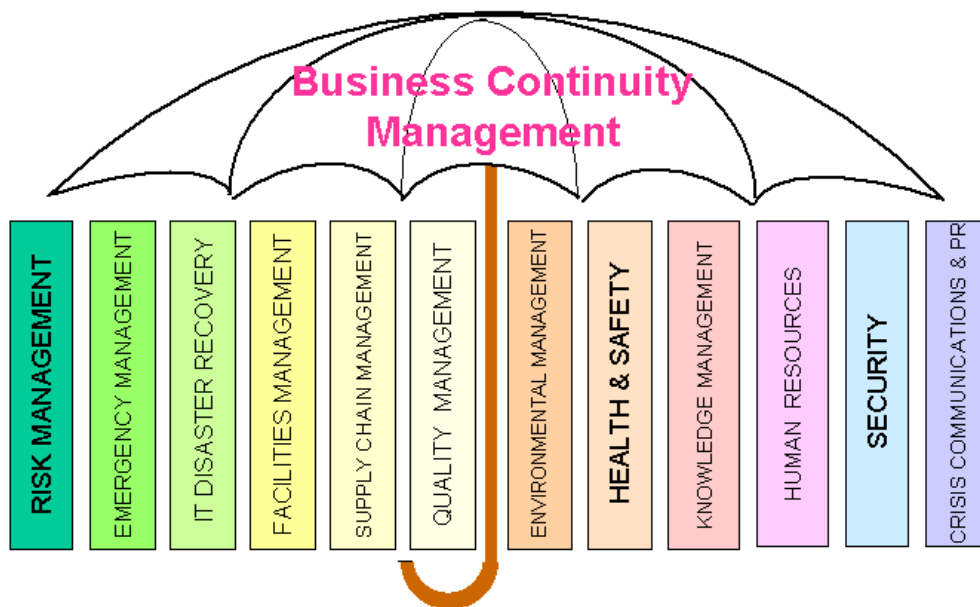 Business Continuity
Management
RISK MANAGEMENT
EMERGENCY MANAGEMENT
IT DISASTER RECOVERY
FACILITIES MANAGEMENT
SUPPLY CHAIN MANAGEMENT
QUALITY MANAGEMENT
ENVIRONMENTAL MANAGEMENT
HEALTH & SAFETY
KNOWLEDGE MANAGEMENT
HUMAN RESOURCES
SECURITY
CRISIS COMMUNICATIONS & PR